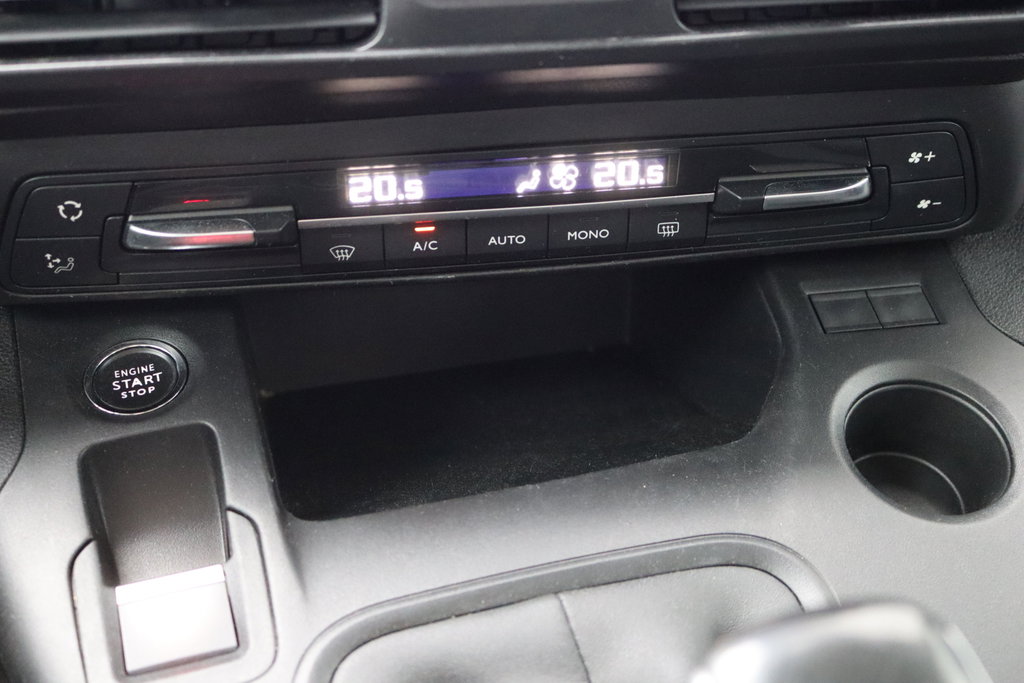 20.5 20.5
A/C AUTO MONO
+
-
ENGINE
START
STOP